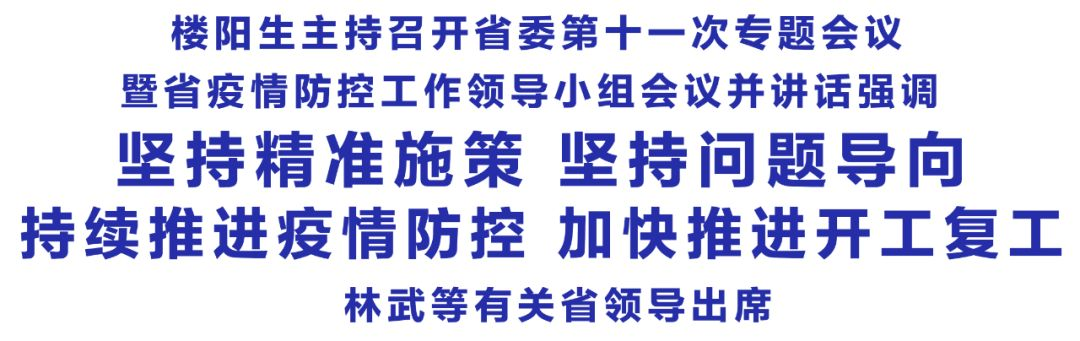 楼阳生主持召开省委第十一次专题会议
暨省疫情防控工作领导小组会议并讲话强调
坚持精准施策 坚持问题导向
持续推进疫情防控 加快推进开工复工
林武等有关省领导出席